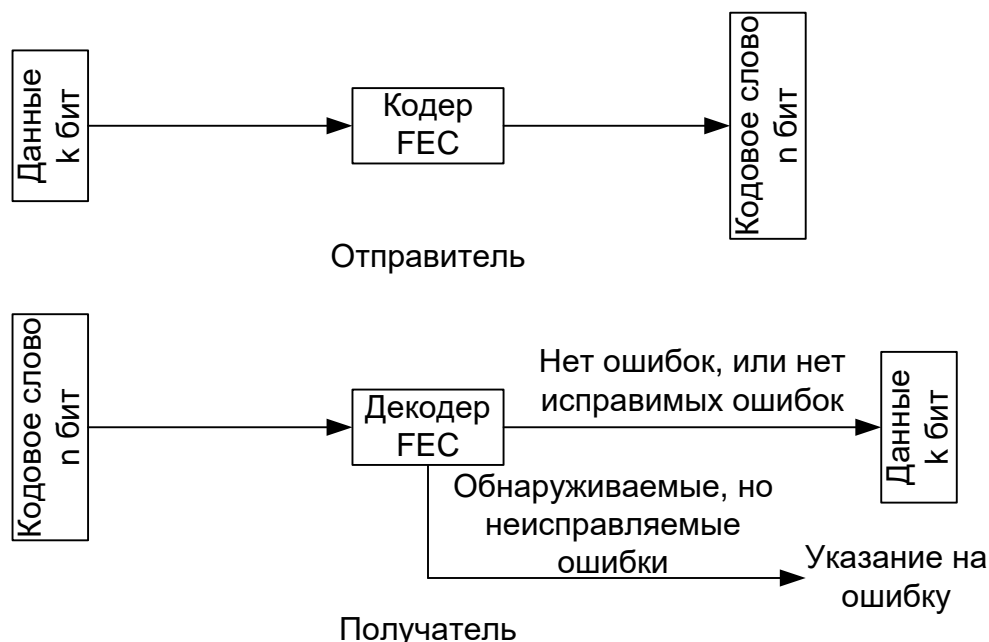 Данные
k бит
Кодер
FEC
Кодовое слово
n бит
Отправитель
Кодовое слово
n бит
Декодер
FEC
Нет ошибок, или нет
исправимых ошибок
Данные
k бит
Обнаруживаемые, но
неисправляемые
ошибки
Указание на
ошибку
Получатель